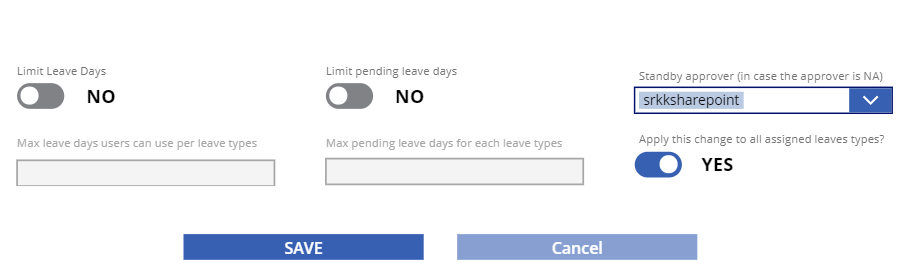 Limit Leave Days
NO
Max leave days users can use per leave types
Limit pending leave days
NO
Max pending leave days for each leave types
Standby approver (in case the approver is NA)
srkksharepoint
Apply this change to all assigned leaves types?
YES
SAVE
Cancel